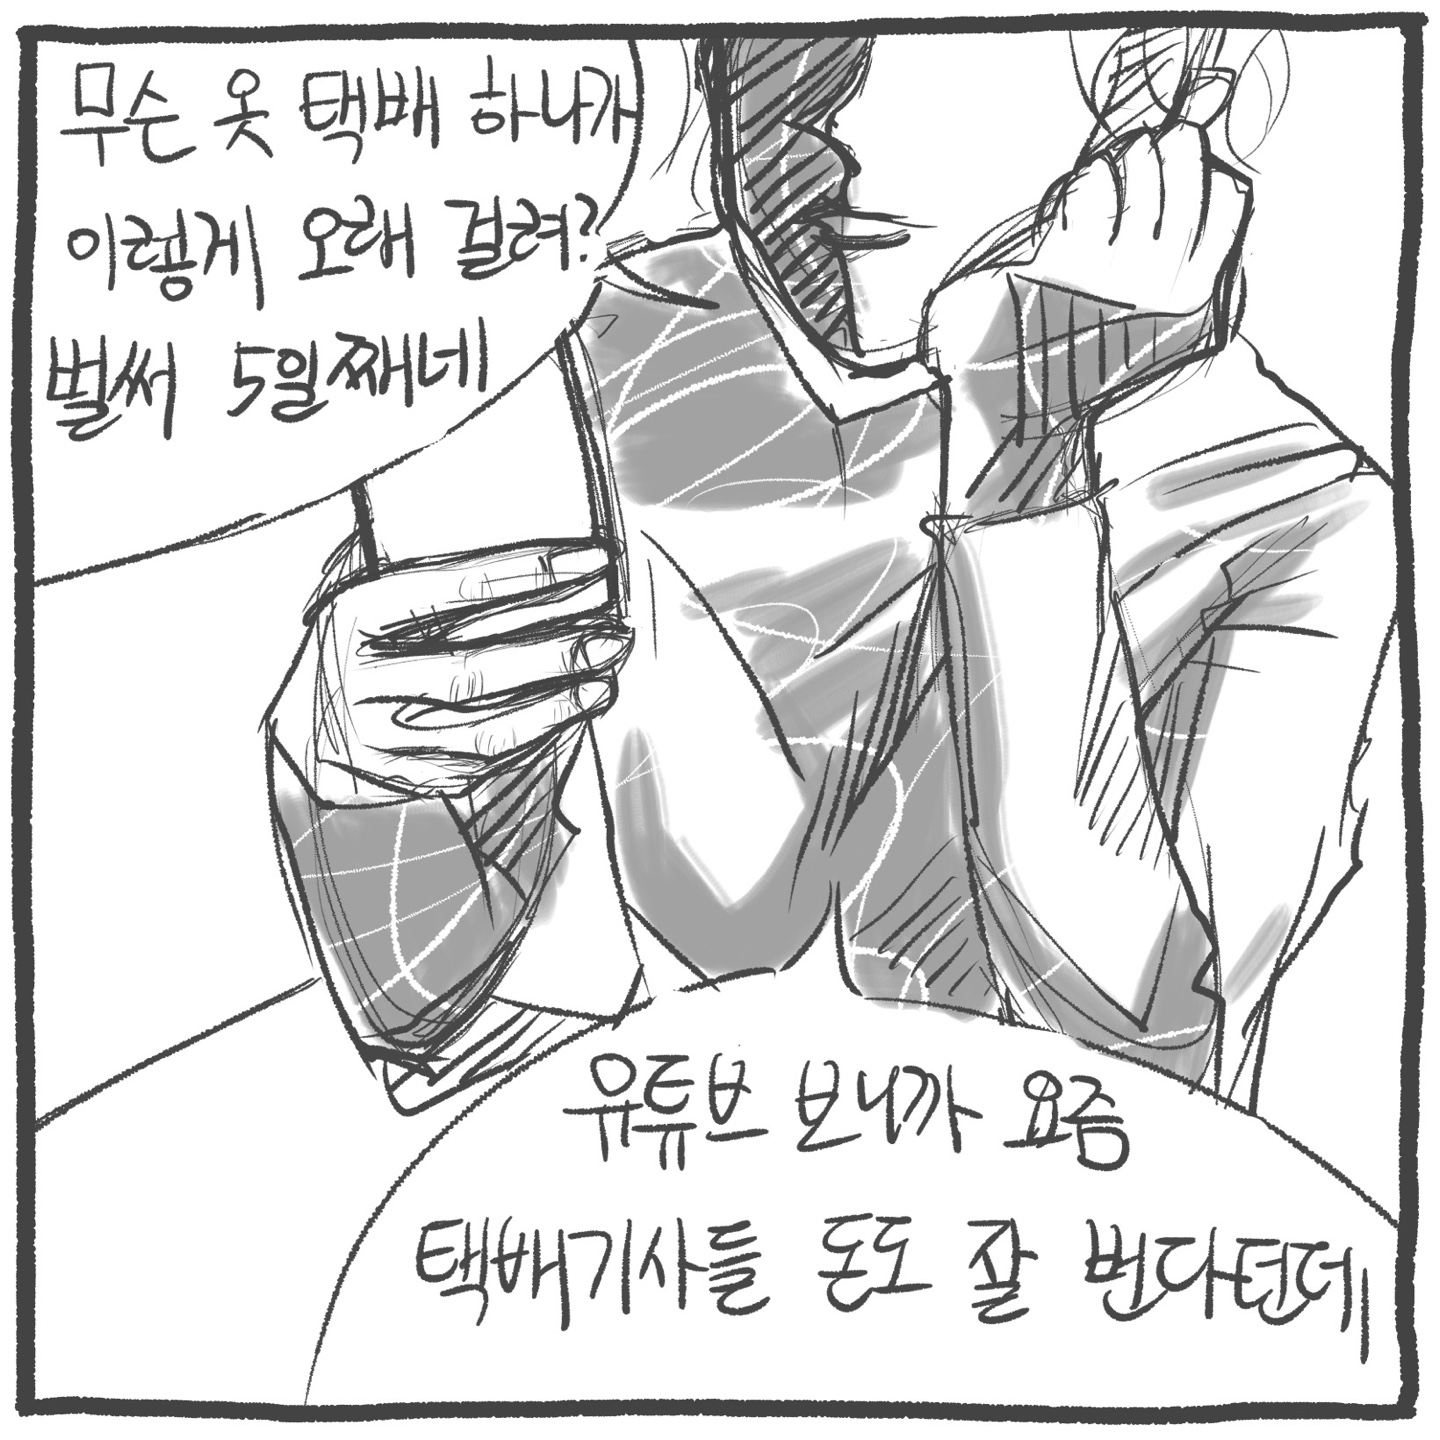 무슨 옷 택배 하나가
이렇게 오래 걸려?
벌써 5일째네
유튜브 보니까 요즘
택배기사들 돈도 잘 번다던데